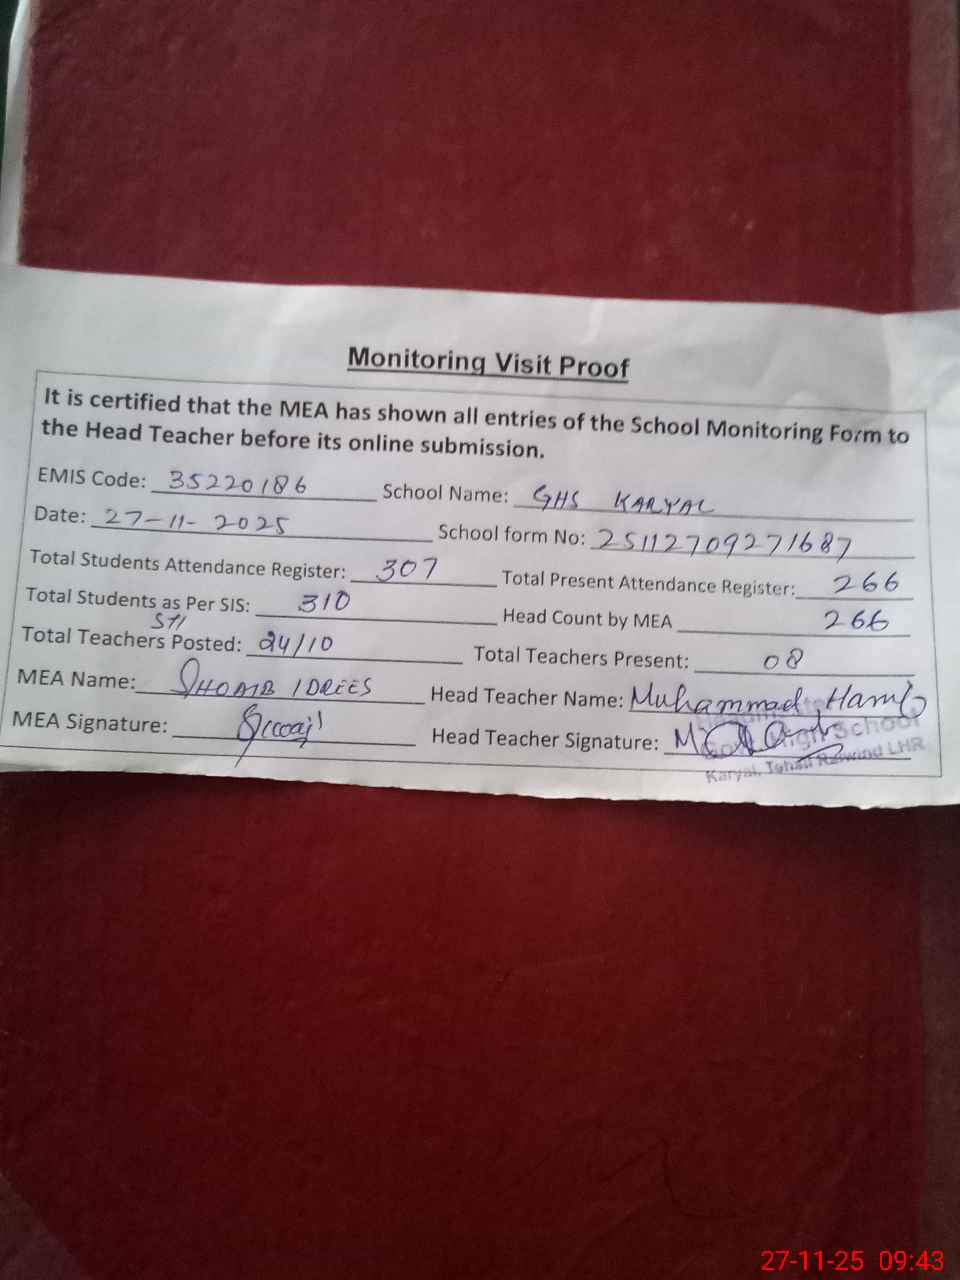 Monitoring Visit Proof
It is certified that the MEA has shown all entries of the School Monitoring Form to
the Head Teacher before its online submission.
EMIS Code: 35220186 School Name: GHS KARYAL
Date: 27-11-2025 School form No: 25112709271687
Total Students Attendance Register: 307 Total Present Attendance Register: 266
Total Students as Per SIS: 310 Head Count by MEA 266
STI
Total Teachers Posted: 24/10 Total Teachers Present: 08
MEA Name: SHOAIB IDREES Head Teacher Name: Muhammad
MEA Signature: Head Teacher Signature:
High School
Karyal, Raiwind LHR
27-11-25 09:43